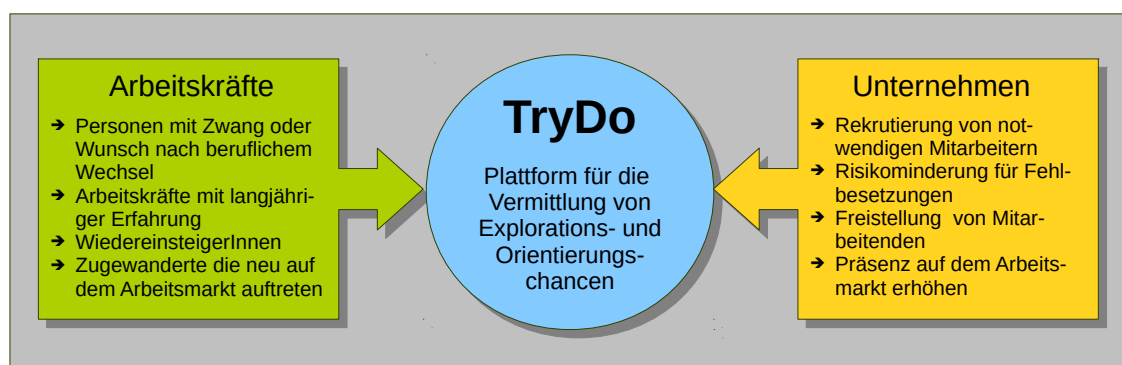 Arbeitskräfte
➔ Personen mit Zwang oder
Wunsch nach beruflichem
Wechsel
➔ Arbeitskräfte mit langjähri-
ger Erfahrung
➔ WiedereinsteigerInnen
➔ Zugewanderte die neu auf
dem Arbeitsmarkt auftreten
TryDo
Plattform für die
Vermittlung von
Explorations- und
Orientierungs-
chancen
Unternehmen
➔ Rekrutierung von not-
wendigen Mitarbeitern
➔ Risikominderung für Fehl-
besetzungen
➔ Freistellung  von Mitar-
beitenden
➔ Präsenz auf dem Arbeits-
markt erhöhen